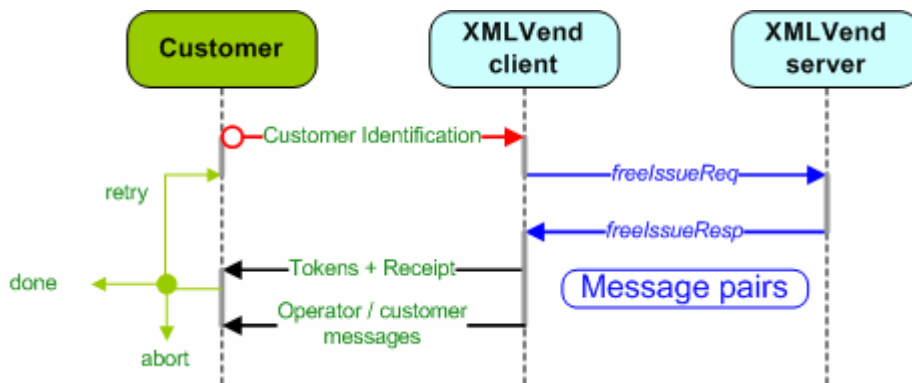 Customer
XMLVend
client
XMLVend
server
Customer Identification
freeIssueReq
retry
freeIssueResp
Tokens + Receipt
done
Message pairs
Operator / customer
messages
abort